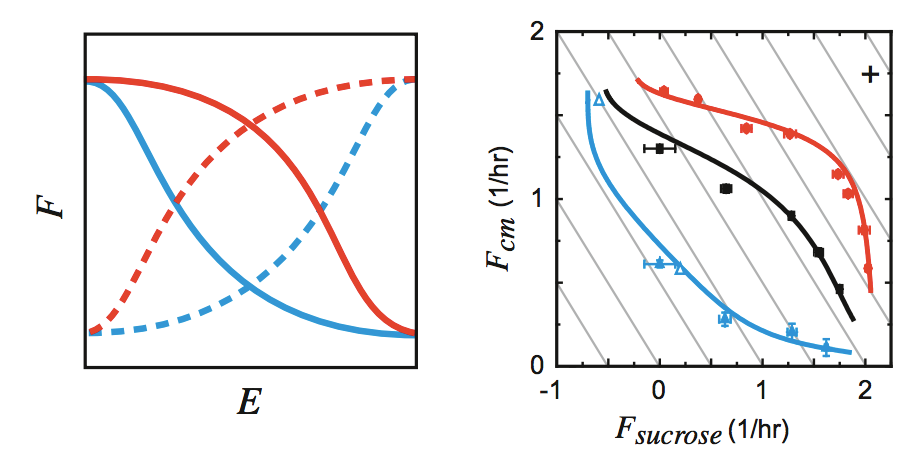 F
E
2
1
0
-1
0
1
2
F_cm (1/hr)
F_sucrose (1/hr)
+